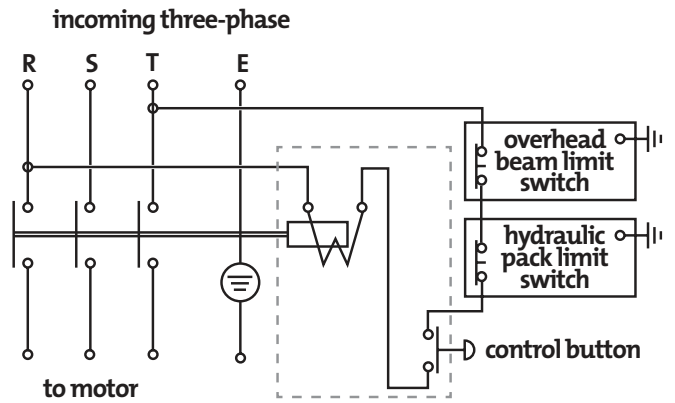 incoming three-phase
R S T E
overhead
beam limit
switch
hydraulic
pack limit
switch
control button
to motor